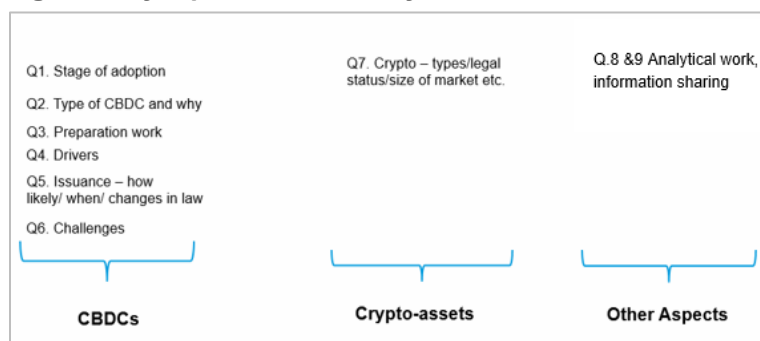 Q1. Stage of adoption
Q2. Type of CBDC and why
Q3. Preparation work
Q4. Drivers
Q5. Issuance – how
likely/ when/ changes in law
Q6. Challenges
CBDCs
Q7. Crypto – types/legal
status/size of market etc.
Crypto-assets
Q.8 &9 Analytical work,
information sharing
Other Aspects